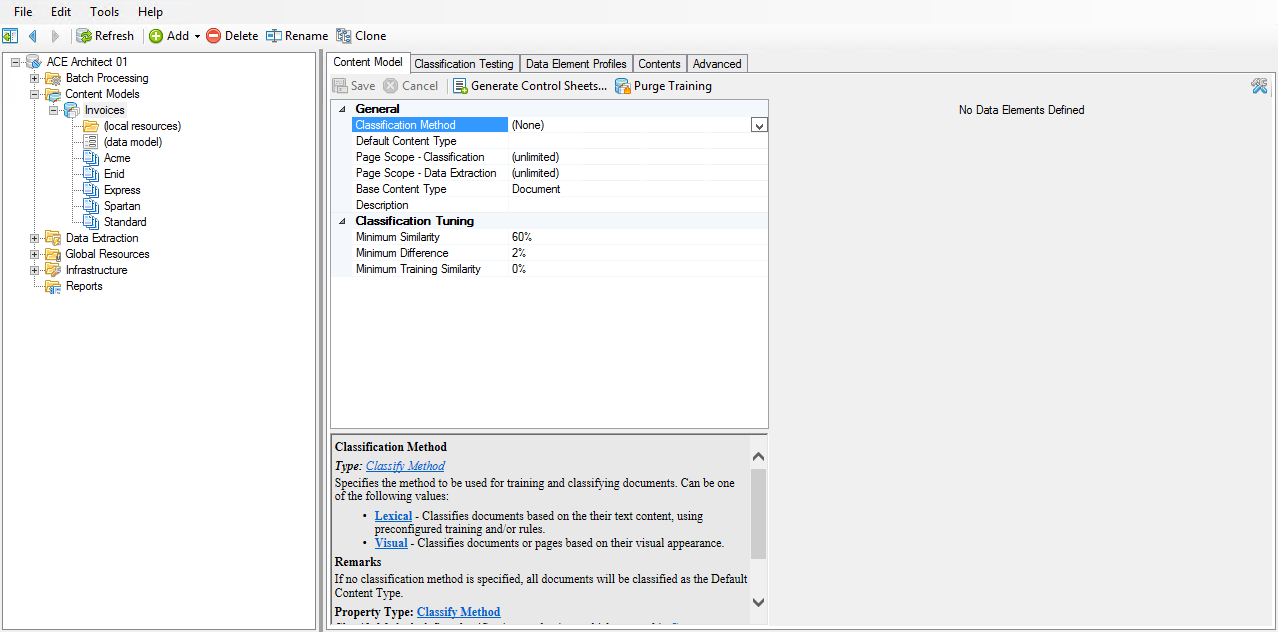 File Edit Tools Help
Refresh Add Delete Rename Clone
ACE Architect 01
Batch Processing
Content Models
Invoices
(local resources)
(data model)
Acme
Enid
Express
Spartan
Standard
Data Extraction
Global Resources
Infrastructure
Reports
Content Model Classification Testing Data Element Profiles Contents Advanced
Save Cancel Generate Control Sheets... Purge Training
General
Classification Method (None)
Default Content Type
Page Scope - Classification (unlimited)
Page Scope - Data Extraction (unlimited)
Base Content Type Document
Description
Classification Tuning
Minimum Similarity 60%
Minimum Difference 2%
Minimum Training Similarity 0%
Classification Method
Type: Classify Method
Specifies the method to be used for training and classifying documents. Can be one
of the following values:
• Lexical - Classifies documents based on the their text content, using
preconfigured training and/or rules.
• Visual - Classifies documents or pages based on their visual appearance.
Remarks
If no classification method is specified, all documents will be classified as the Default
Content Type.
Property Type: Classify Method
No Data Elements Defined